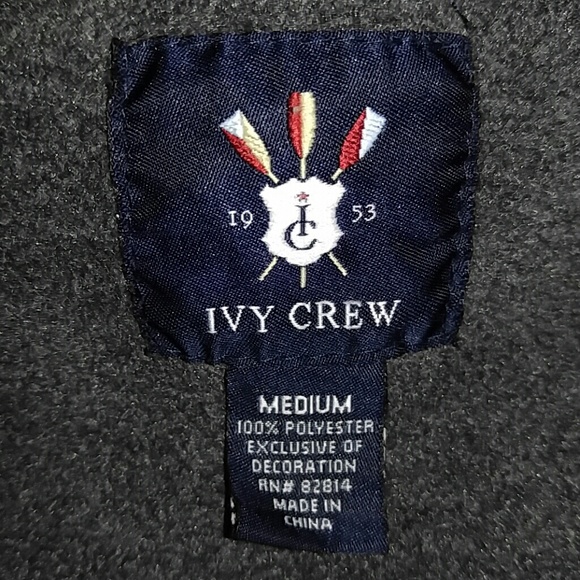 19 53
IC
IVY CREW
MEDIUM
100% POLYESTER
EXCLUSIVE OF
DECORATION
RN# 82814
MADE IN
CHINA